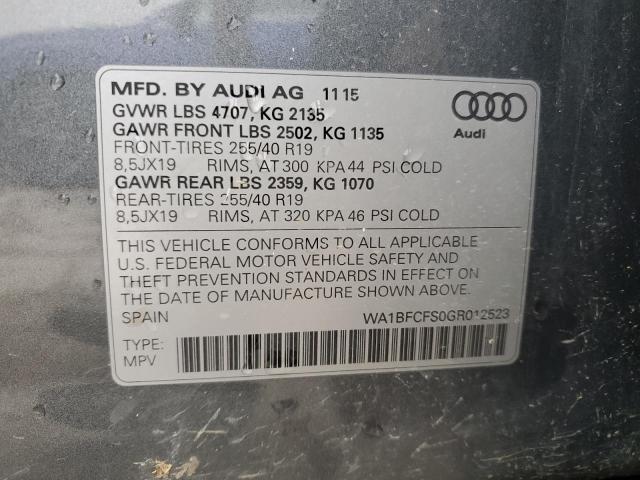 MFD. BY AUDI AG 1115
GVWR LBS 4707, KG 2135
GAWR FRONT LBS 2502, KG 1135
FRONT-TIRES 255/40 R19
8,5JX19 RIMS, AT 300 KPA 44 PSI COLD
GAWR REAR LBS 2359, KG 1070
REAR-TIRES 255/40 R19
8,5JX19 RIMS, AT 320 KPA 46 PSI COLD
Audi
THIS VEHICLE CONFORMS TO ALL APPLICABLE
U.S. FEDERAL MOTOR VEHICLE SAFETY AND
THEFT PREVENTION STANDARDS IN EFFECT ON
THE DATE OF MANUFACTURE SHOWN ABOVE.
SPAIN WA1BFCFS0GR012523
TYPE:
MPV